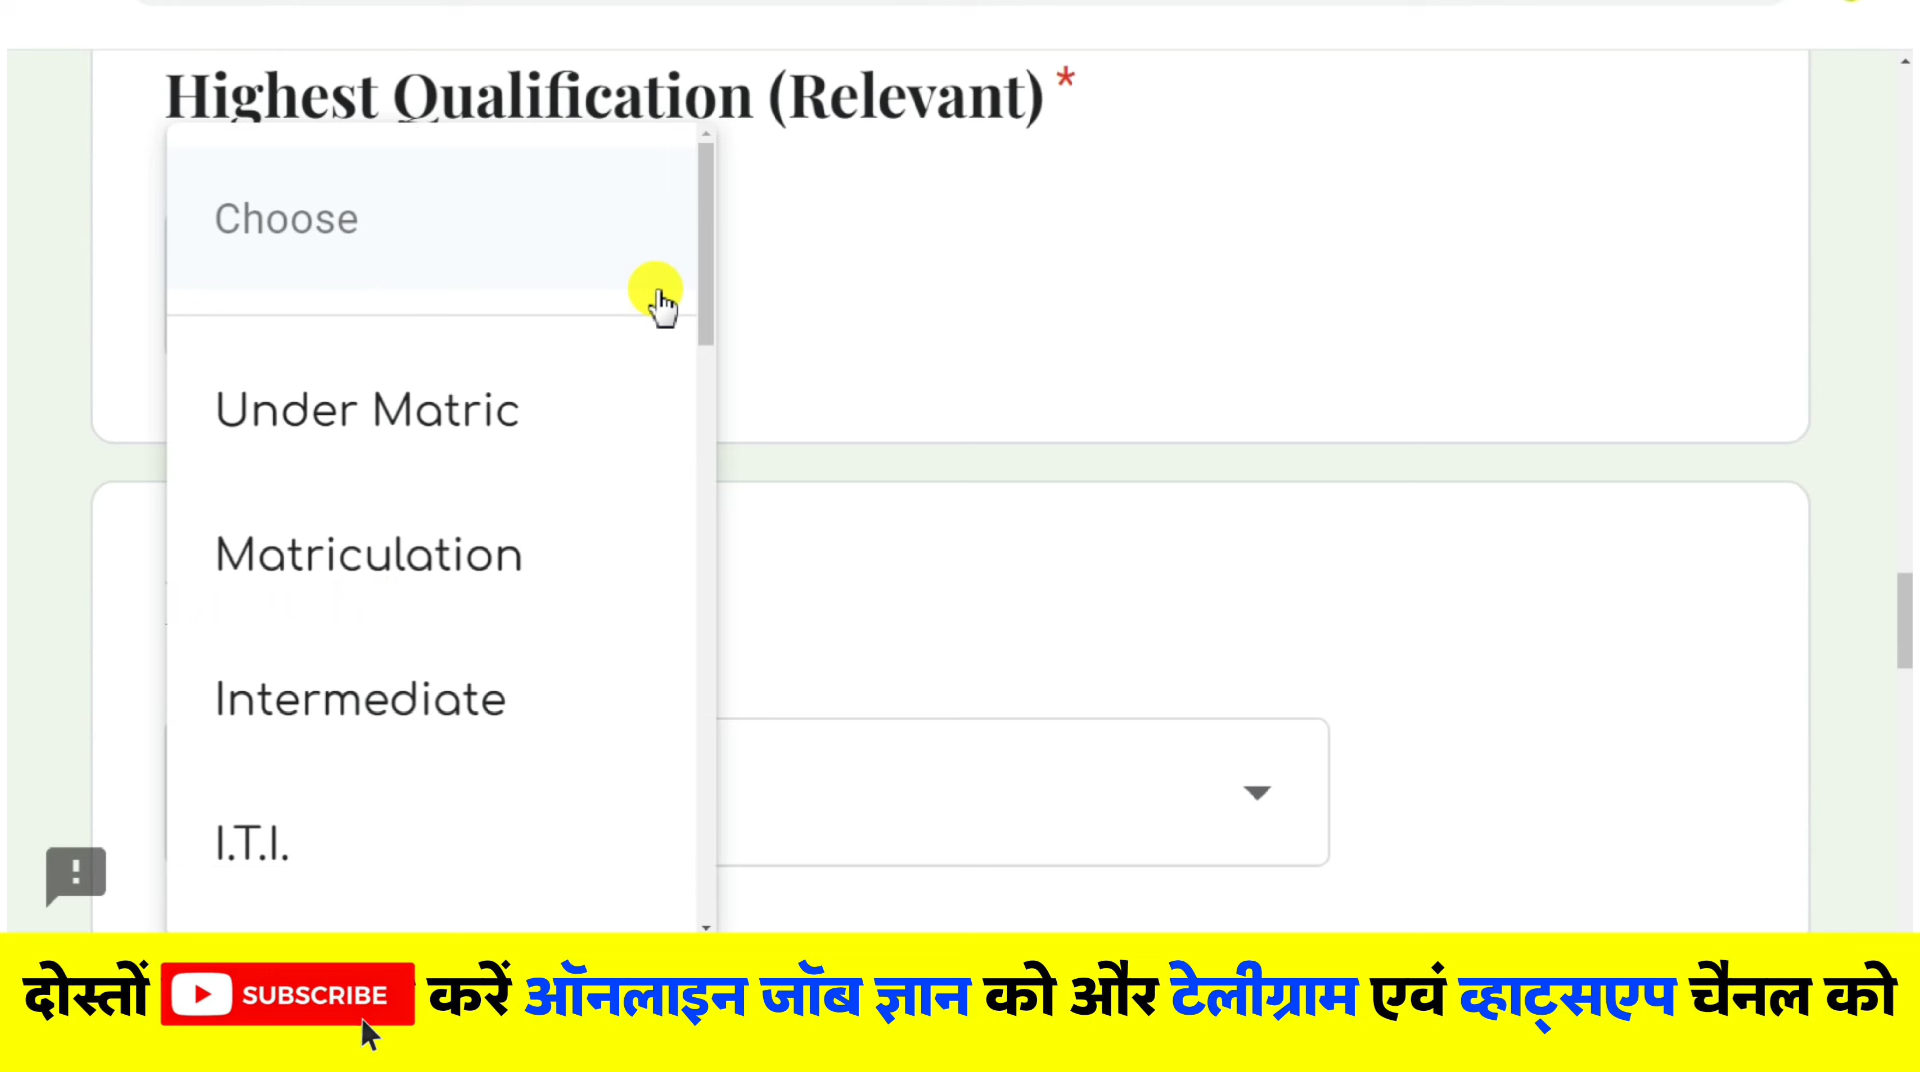 Highest Qualification (Relevant) *
Choose
Under Matric
Matriculation
Intermediate
I.T.I.
दोस्तों SUBSCRIBE करें ऑनलाइन जॉब ज्ञान को और टेलीग्राम एवं व्हाट्सएप चैनल को